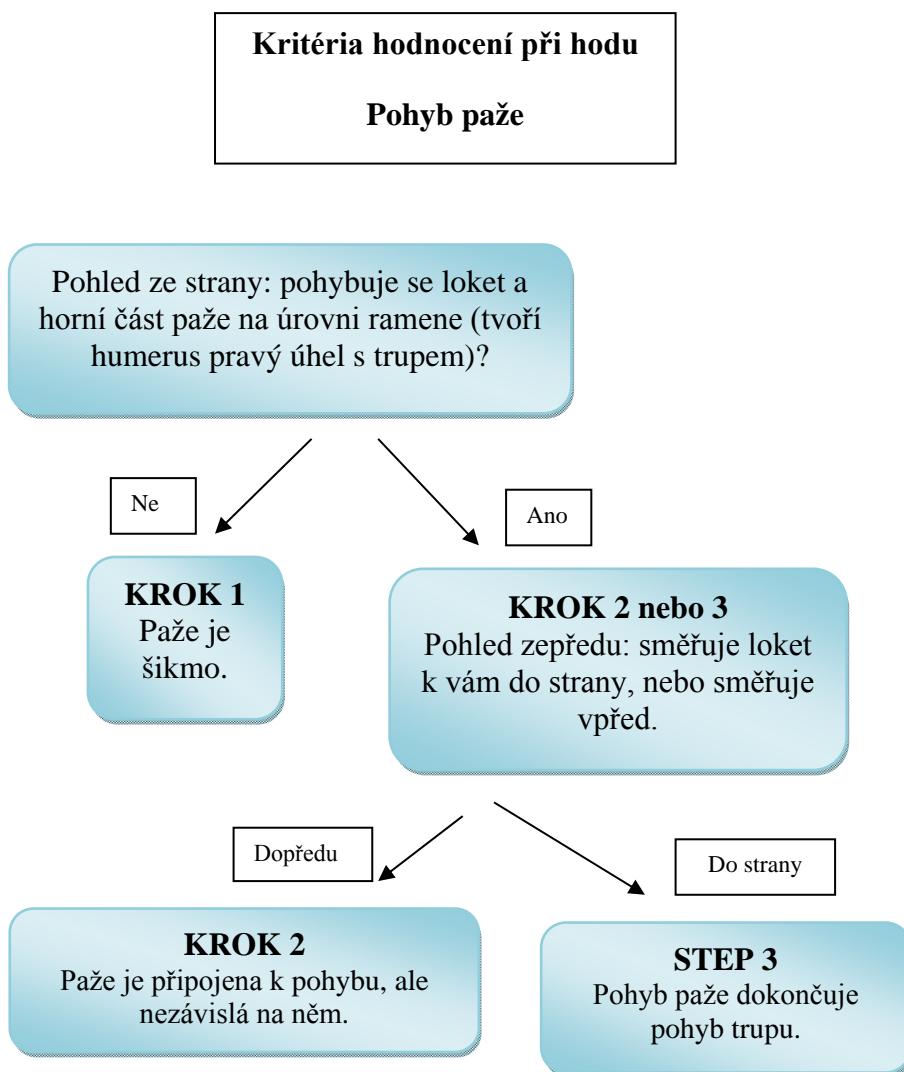 Kritéria hodnocení při hodu
Pohyb paže
Pohled ze strany: pohybuje se loket a
horní část paže na úrovni ramene (tvoří
humerus pravý úhel s trupem)?
Ne
Ano
KROK 1
Paže je
šikmo.
KROK 2 nebo 3
Pohled zepředu: směřuje loket
k vám do strany, nebo směřuje
vpřed.
Dopředu
Do strany
KROK 2
Paže je připojena k pohybu, ale
nezávislá na něm.
STEP 3
Pohyb paže dokončuje
pohyb trupu.